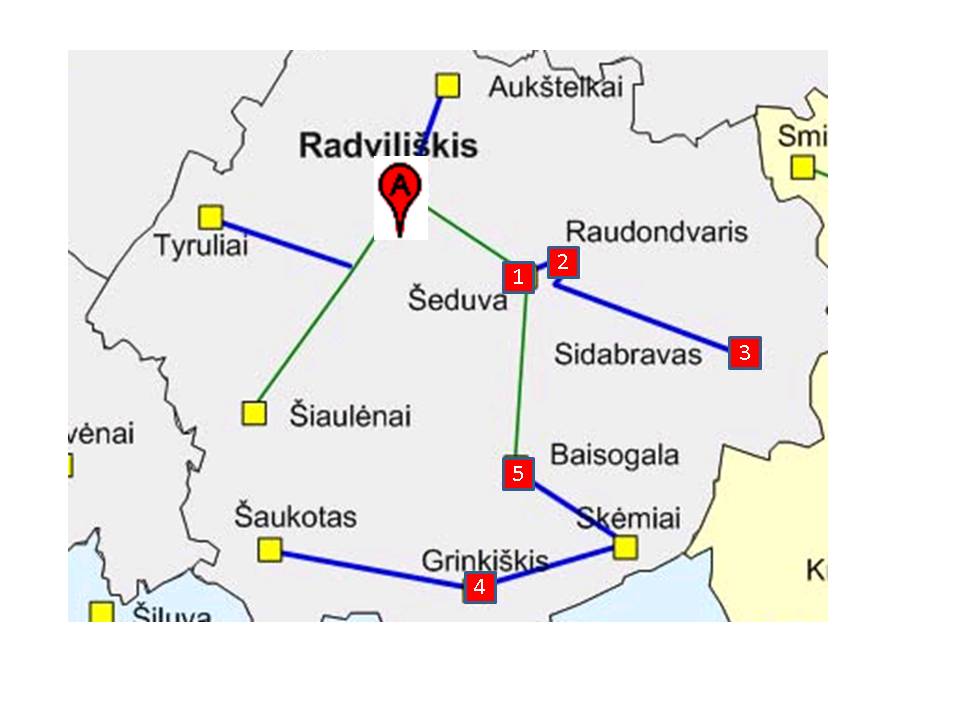 Aukštelkai
Radviliškis
Smi
A
Raudondvaris
Tyruliai
2
1
Šeduva
Sidabravas
3
Šiaulėnai
vėnai
Baisogala
5
Šaukotas
Skėmiai
Grinkiškis
K
4
Šiluva